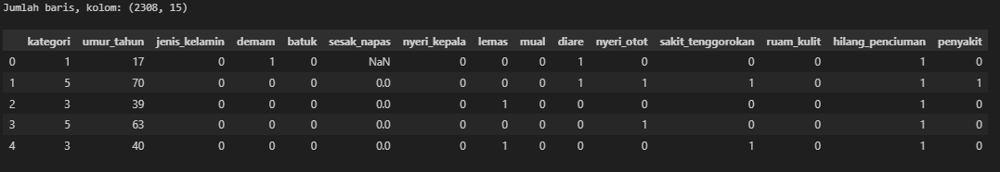 Jumlah baris, kolom: (2308, 15)
kategori umur_tahun jenis_kelamin demam batuk sesak_napas nyeri_kepala lemas mual diare nyeri_otot sakit_tenggorokan ruam_kulit hilang_penciuman penyakit
0 1 17 0 1 0 NaN 0 0 0 1 0 0 0 1 0
1 5 70 0 0 0 0.0 0 0 0 1 1 1 0 1 1
2 3 39 0 0 0 0.0 0 1 0 0 0 0 0 1 0
3 5 63 0 0 0 0.0 0 0 0 0 1 0 0 1 0
4 3 40 0 0 0 0.0 0 1 0 0 0 1 0 1 0